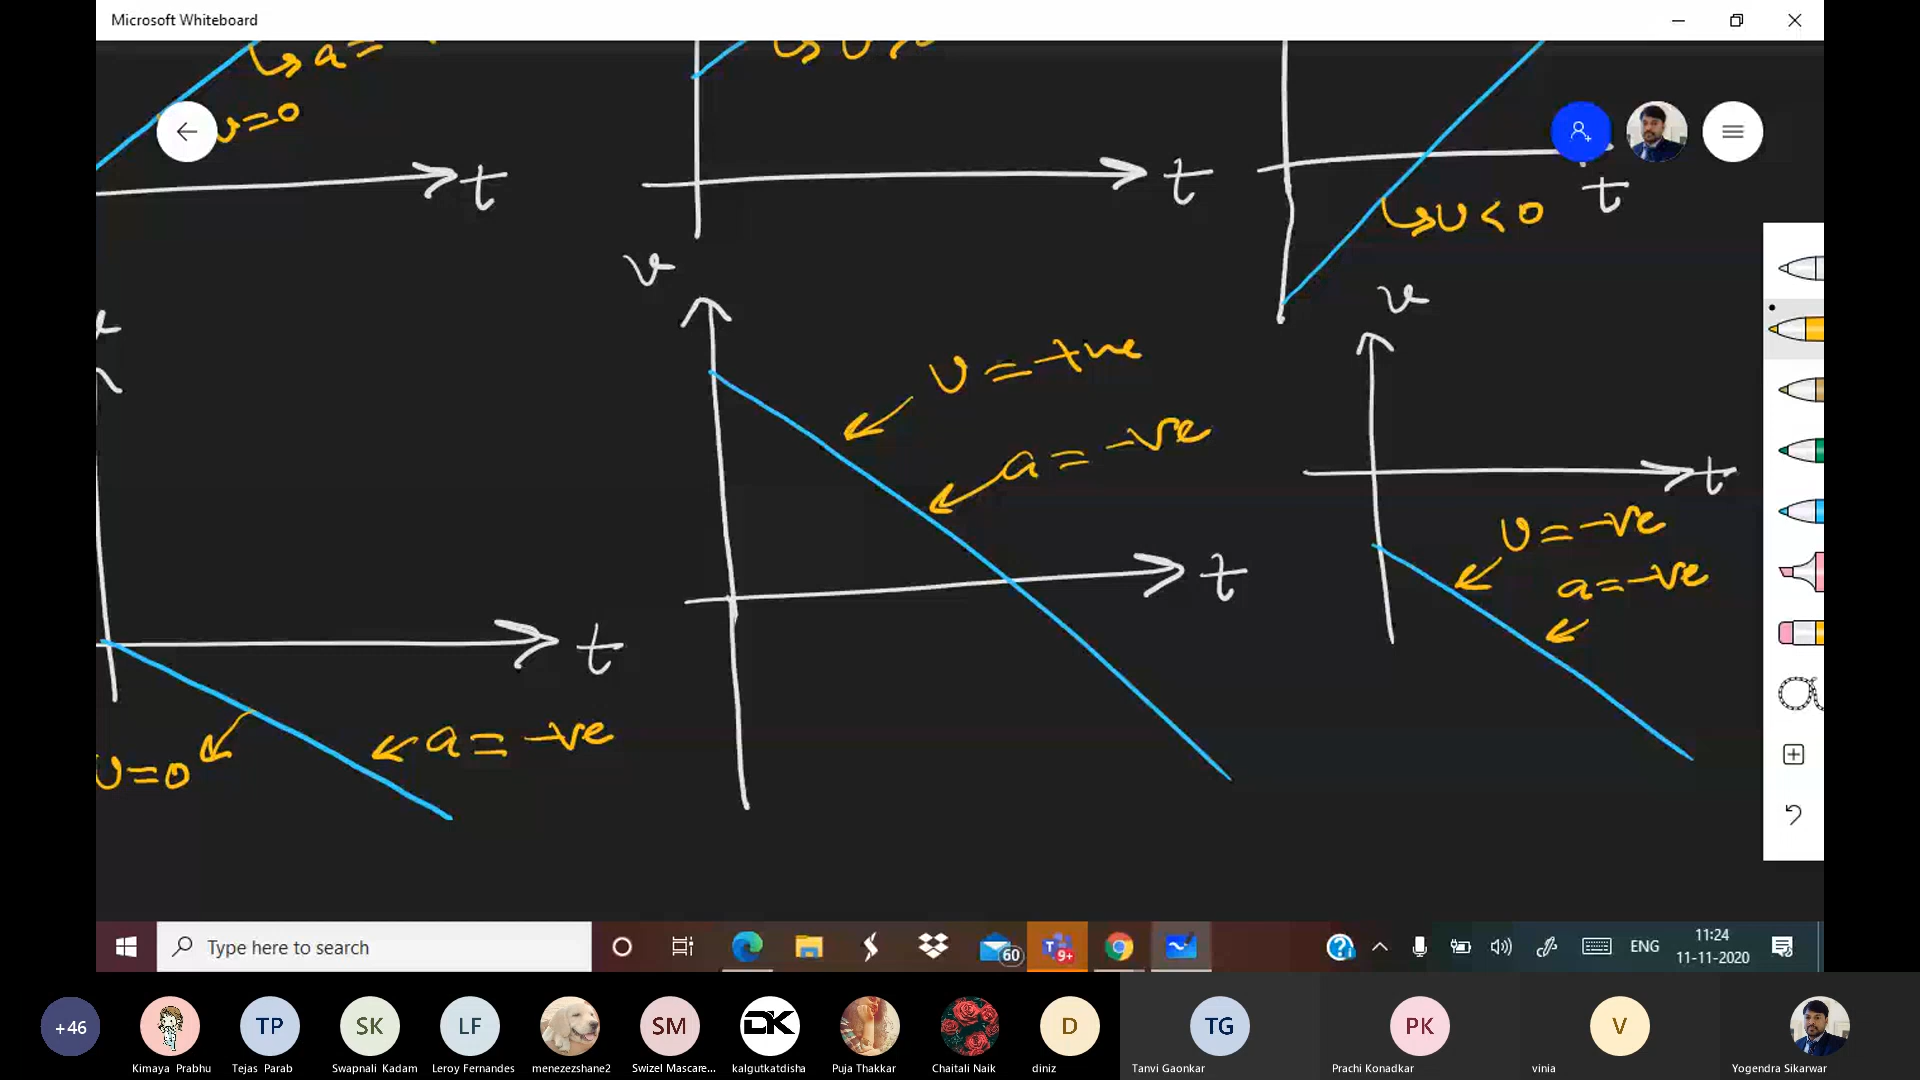 Microsoft Whiteboard
a=
v=0
t
t
u<0
t
v
v
u=+ve
a=-ve
t
u=-ve
a=-ve
t
t
a=-ve
u=0
Type here to search
60
9+
ENG
11:24
11-11-2020
+46
TP
SK
LF
SM
DK
D
TG
PK
V
Kimaya Prabhu
Tejas Parab
Swapnali Kadam
Leroy Fernandes
menezezshane2
Swizel Mascare...
kalgutkatdisha
Puja Thakkar
Chaitali Naik
diniz
Tanvi Gaonkar
Prachi Konadkar
vinia
Yogendra Sikarwar